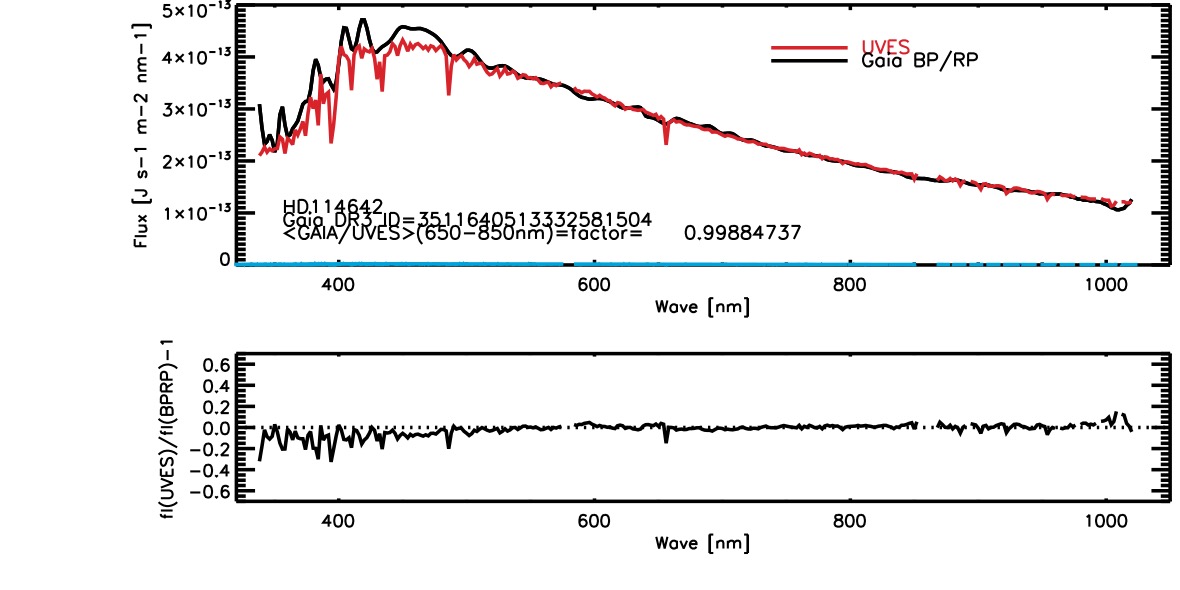 5×10⁻¹³
4×10⁻¹³
3×10⁻¹³
2×10⁻¹³
1×10⁻¹³
0
Flux [J s−1 m−2 nm−1]
UVES
Gaia BP/RP
HD114642
Gaia DR3 ID=3511640513332581504
<GAIA/UVES>(650−850nm)=factor= 0.99884737
400 600 800 1000
Wave [nm]
fl(UVES)/fl(BPRP)−1
0.6
0.4
0.2
0.0
−0.2
−0.4
−0.6
400 600 800 1000
Wave [nm]